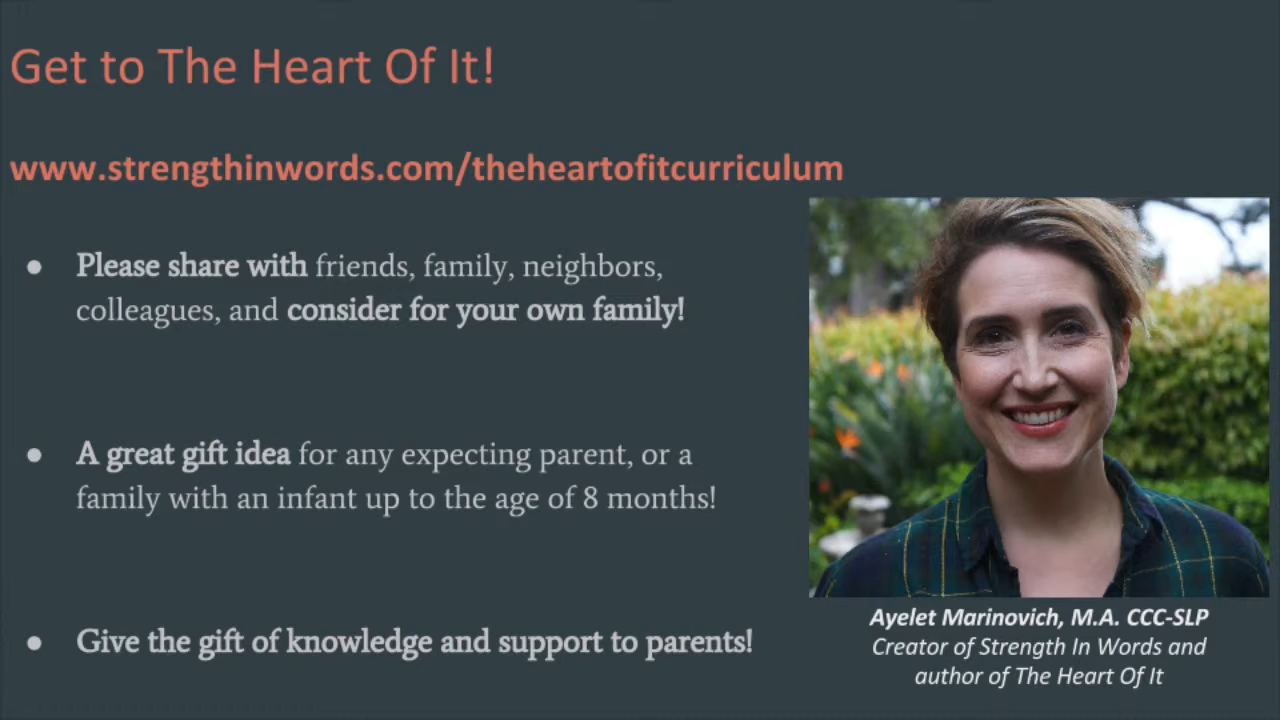 Get to The Heart Of It!
www.strengthinwords.com/theheartofitcurriculum
● Please share with friends, family, neighbors,
colleagues, and consider for your own family!
● A great gift idea for any expecting parent, or a
family with an infant up to the age of 8 months!
● Give the gift of knowledge and support to parents!
Ayelet Marinovich, M.A. CCC-SLP
Creator of Strength In Words and
author of The Heart Of It